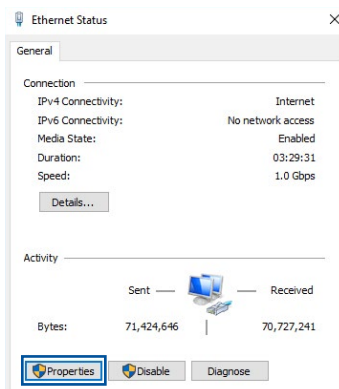 Ethernet Status
General
Connection
IPv4 Connectivity: Internet
IPv6 Connectivity: No network access
Media State: Enabled
Duration: 03:29:31
Speed: 1.0 Gbps
Details...
Activity
Sent Received
Bytes: 71,424,646 70,727,241
Properties Disable Diagnose